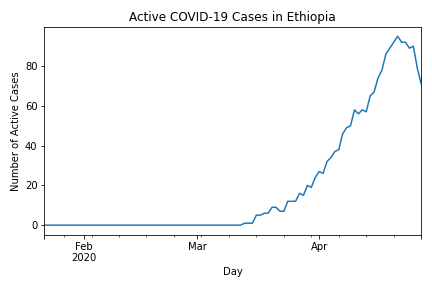 Active COVID-19 Cases in Ethiopia
Number of Active Cases
80
60
40
20
0
Feb
2020
Mar
Apr
Day